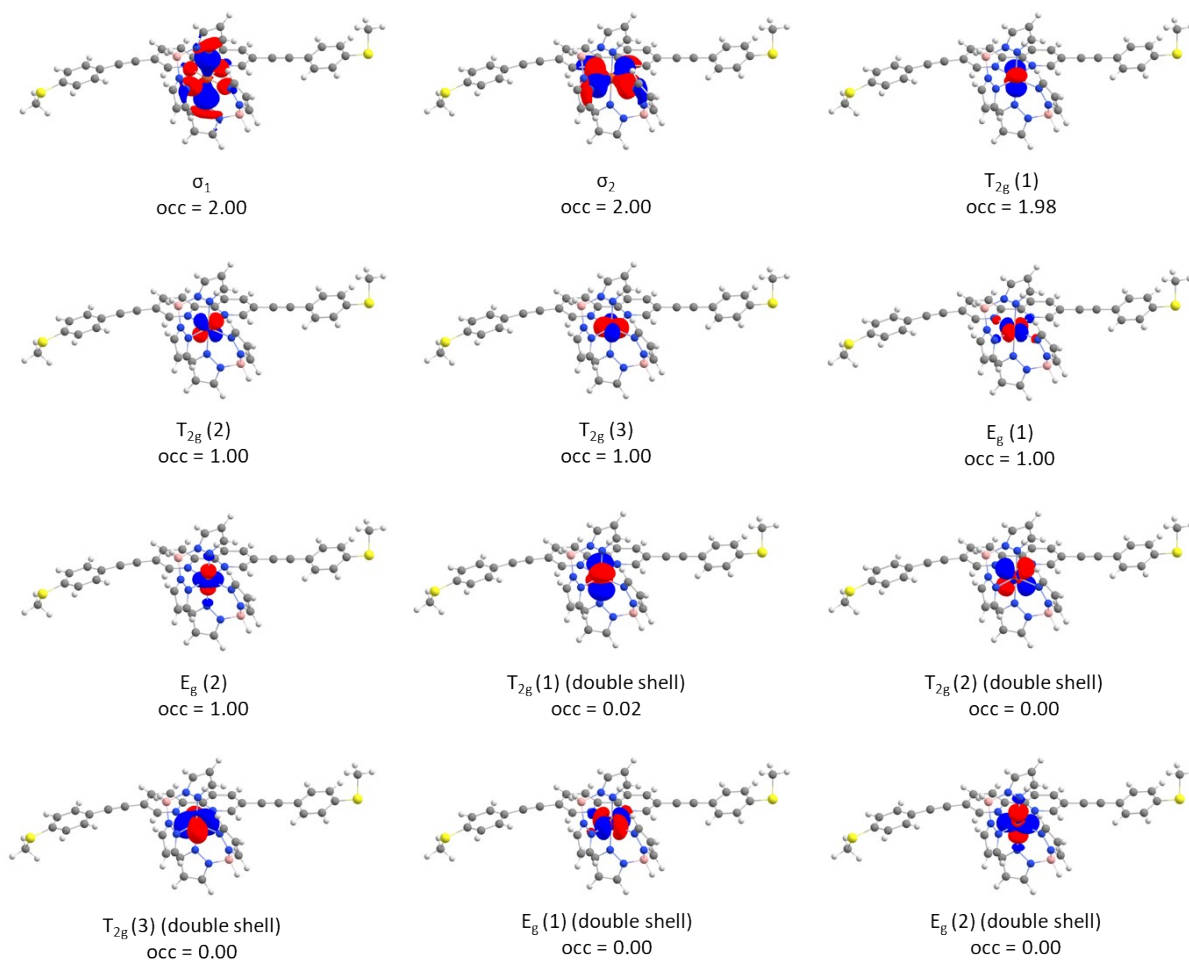 σ₁
occ = 2.00
σ₂
occ = 2.00
T₂g (1)
occ = 1.98
T₂g (2)
occ = 1.00
T₂g (3)
occ = 1.00
Eg (1)
occ = 1.00
Eg (2)
occ = 1.00
T₂g (1) (double shell)
occ = 0.02
T₂g (2) (double shell)
occ = 0.00
T₂g (3) (double shell)
occ = 0.00
Eg (1) (double shell)
occ = 0.00
Eg (2) (double shell)
occ = 0.00